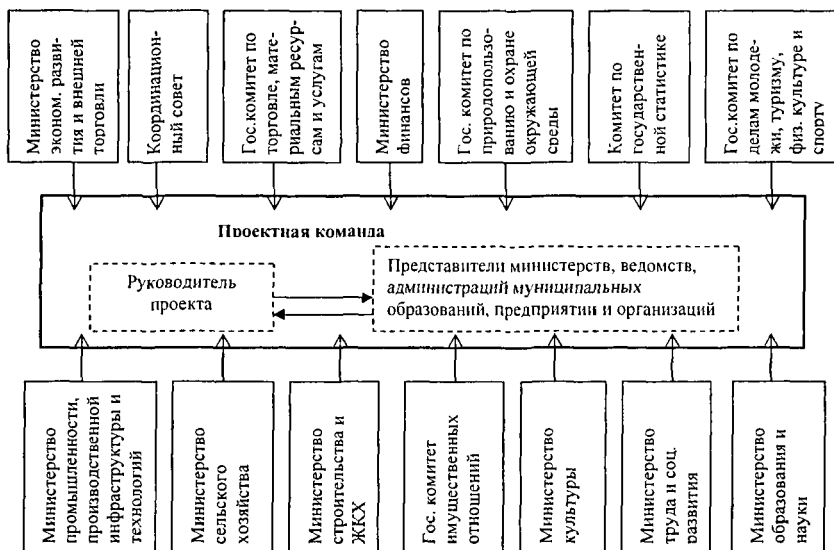 Министерство
эконом. разви-
тия и внешней
торговли
Координацион-
ный совет
Гос.комитет по
торговле, мате-
риальным ресур-
сам и услугам
Министерство
финансов
Гос. комитет по
природопользо-
ванию и охране
окружающей
среды
Комитет по
государствен-
ной статистике
Гос.комитет по
делам молоде-
жи, туризму,
физ. культуре и
спорту
Проектная команда
Руководитель
проекта
Представители министерств, ведомств,
администраций муниципальных
образований, предприятии и организаций
Министерство
промышленности,
производственной
инфраструктуры и
технологий
Министерство
сельского
хозяйства
Министерство
строительства и
ЖКХ
Гос. комитет
имущественных
отношений
Министерство
культуры
Министерство
труда и соц.
развития
Министерство
образования и
науки